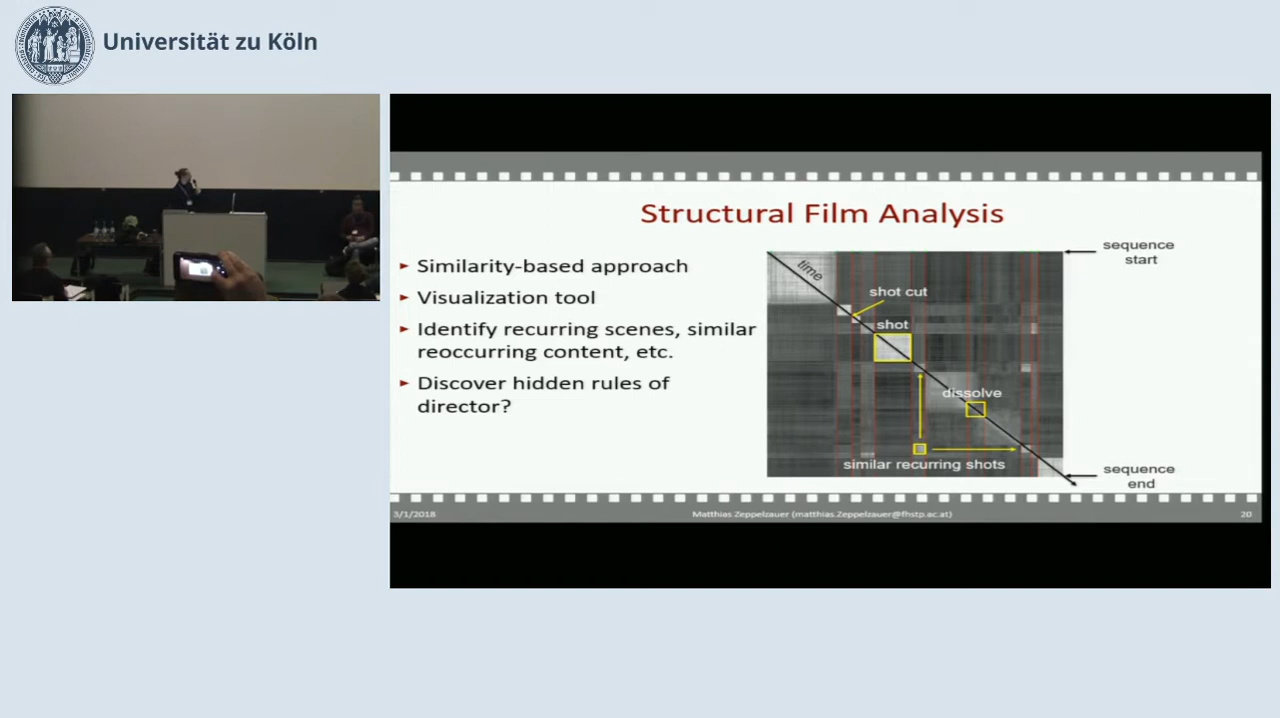 Universität zu Köln
Structural Film Analysis
► Similarity-based approach
► Visualization tool
► Identify recurring scenes, similar
reoccurring content, etc.
► Discover hidden rules of
director?
sequence
start
time
shot cut
shot
dissolve
similar recurring shots
sequence
end
3/1/2018
Matthias Zeppelzauer (matthias.Zeppelzauer@fhstp.ac.at)
20